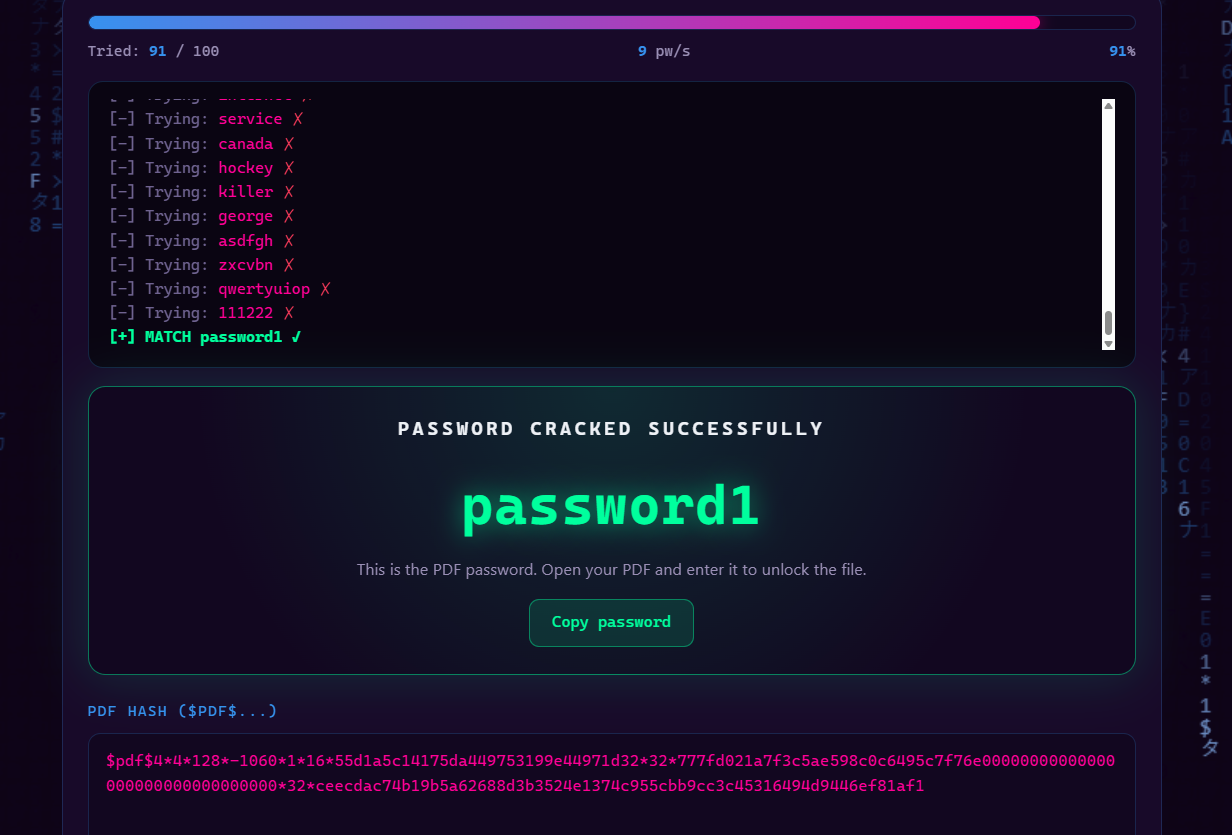 Tried: 91 / 100
9 pw/s
91%
[-] Trying: service ✗
[-] Trying: canada ✗
[-] Trying: hockey ✗
[-] Trying: killer ✗
[-] Trying: george ✗
[-] Trying: asdfgh ✗
[-] Trying: zxcvbn ✗
[-] Trying: qwertyuiop ✗
[-] Trying: 111222 ✗
[+] MATCH password1 ✓
PASSWORD CRACKED SUCCESSFULLY
password1
This is the PDF password. Open your PDF and enter it to unlock the file.
Copy password
PDF HASH ($PDF$...)
$pdf$4*4*128*-1060*1*16*55d1a5c14175da449753199e44971d32*32*777fd021a7f3c5ae598c0c6495c7f76e00000000000000
000000000000000000*32*ceecdac74b19b5a62688d3b3524e1374c955cbb9cc3c45316494d9446ef81af1